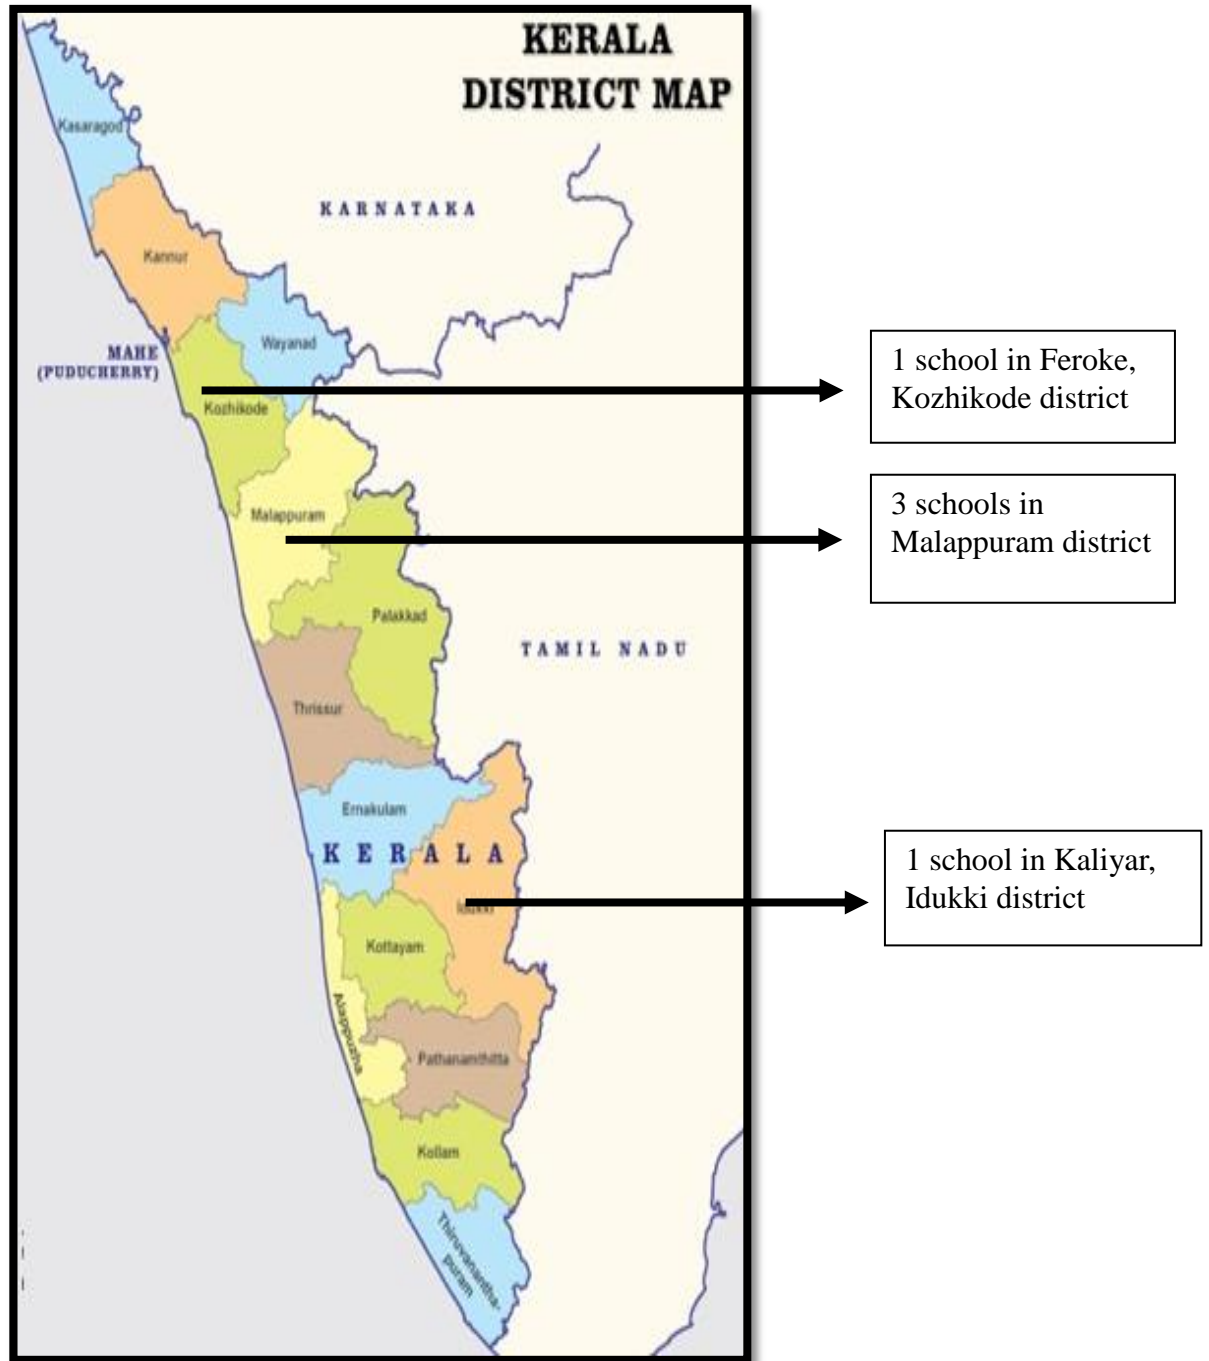 KERALA
DISTRICT MAP
Kasaragod
KARNATAKA
Kannur
Wayanad
MAHE
(PUDUCHERRY)
Kozhikode
1 school in Feroke,
Kozhikode district
Malappuram
3 schools in
Malappuram district
Palakkad
TAMIL NADU
Thrissur
Ernakulam
KERALA
Idukki
1 school in Kaliyar,
Idukki district
Kottayam
Alappuzha
Pathanamthitta
Kollam
Thiruvanantha-
puram